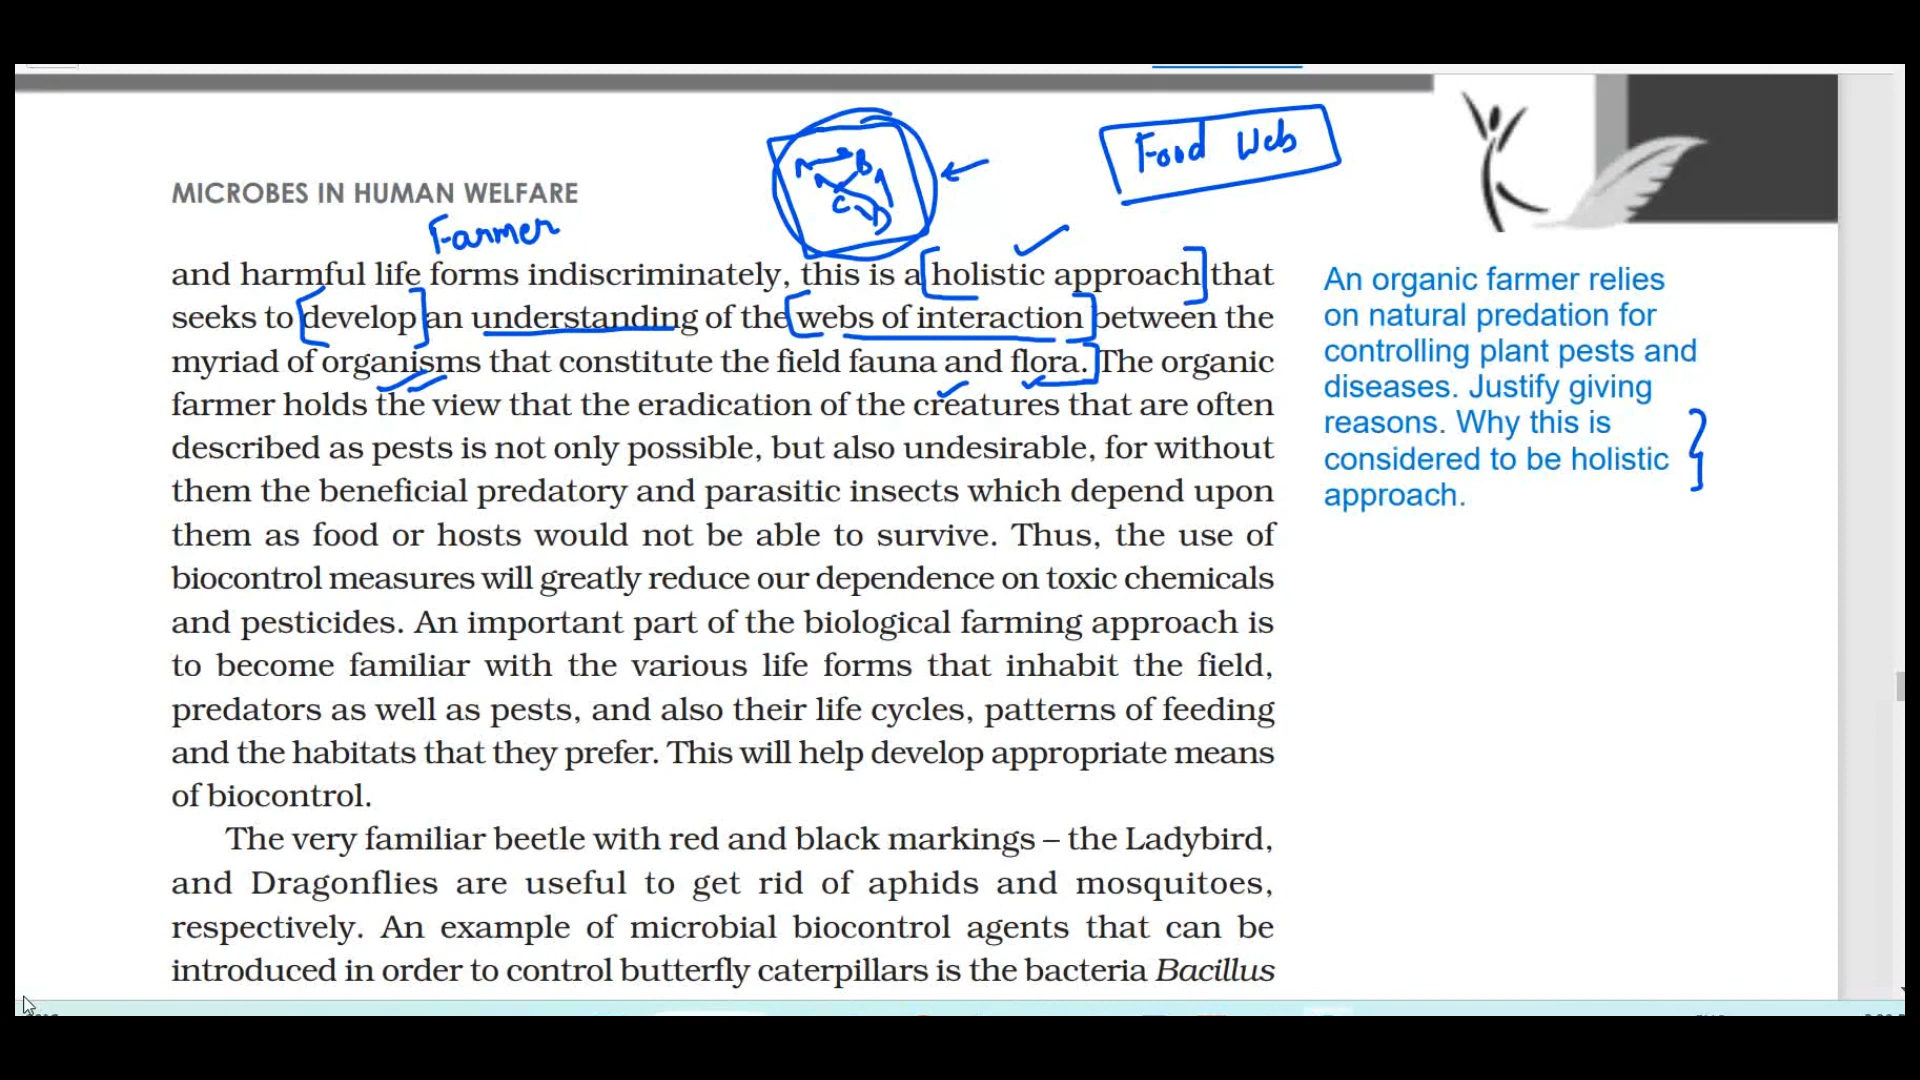 Food Web
A B
C D
MICROBES IN HUMAN WELFARE
Farmer
and harmful life forms indiscriminately, this is a holistic approach that
seeks to develop an understanding of the webs of interaction between the
myriad of organisms that constitute the field fauna and flora. The organic
farmer holds the view that the eradication of the creatures that are often
described as pests is not only possible, but also undesirable, for without
them the beneficial predatory and parasitic insects which depend upon
them as food or hosts would not be able to survive. Thus, the use of
biocontrol measures will greatly reduce our dependence on toxic chemicals
and pesticides. An important part of the biological farming approach is
to become familiar with the various life forms that inhabit the field,
predators as well as pests, and also their life cycles, patterns of feeding
and the habitats that they prefer. This will help develop appropriate means
of biocontrol.
The very familiar beetle with red and black markings – the Ladybird,
and Dragonflies are useful to get rid of aphids and mosquitoes,
respectively. An example of microbial biocontrol agents that can be
introduced in order to control butterfly caterpillars is the bacteria Bacillus
An organic farmer relies
on natural predation for
controlling plant pests and
diseases. Justify giving
reasons. Why this is
considered to be holistic
approach.